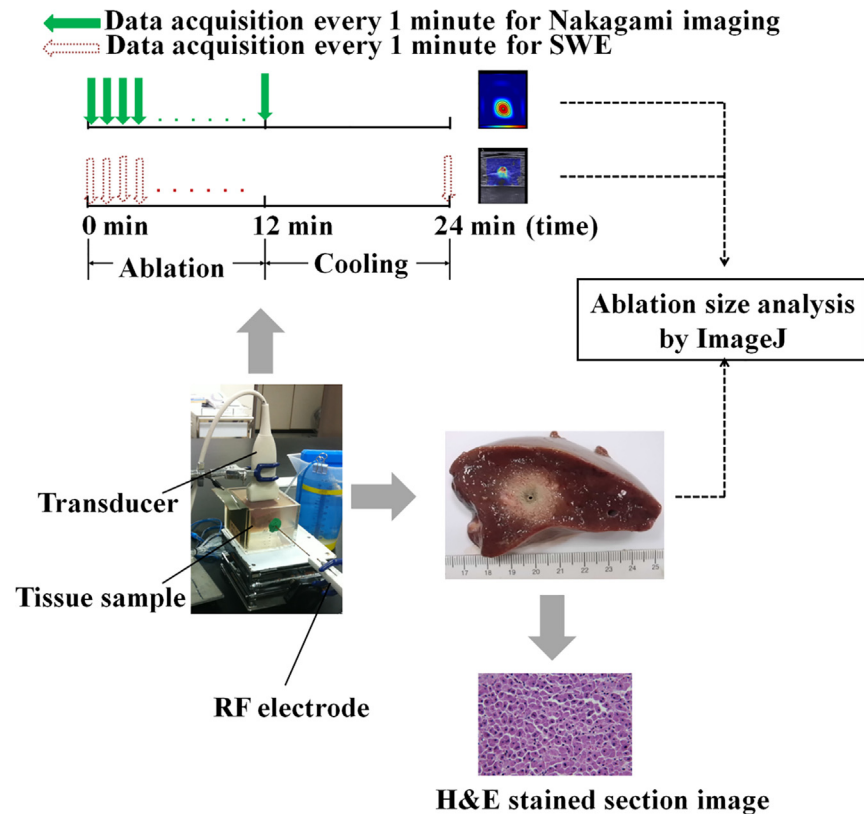 Data acquisition every 1 minute for Nakagami imaging
Data acquisition every 1 minute for SWE
0 min
12 min
24 min (time)
Ablation
Cooling
Ablation size analysis
by ImageJ
Transducer
Tissue sample
RF electrode
17 18 19 20 21 22 23 24 25
H&E stained section image